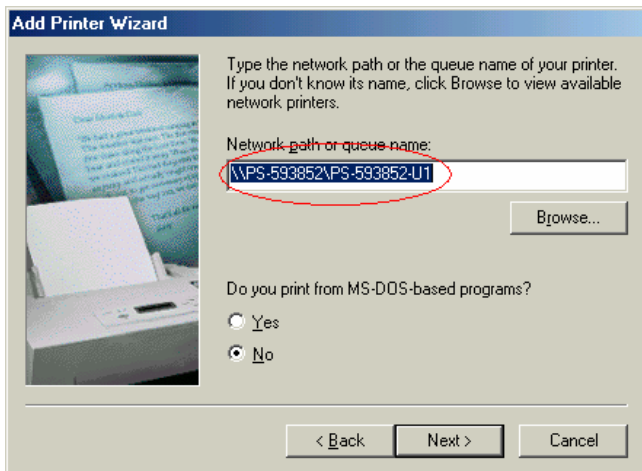 Add Printer Wizard
Type the network path or the queue name of your printer.
If you don't know its name, click Browse to view available
network printers.
Network path or queue name:
\\PS-593852\PS-593852-U1
Browse...
Do you print from MS-DOS-based programs?
Yes
No
< Back
Next >
Cancel